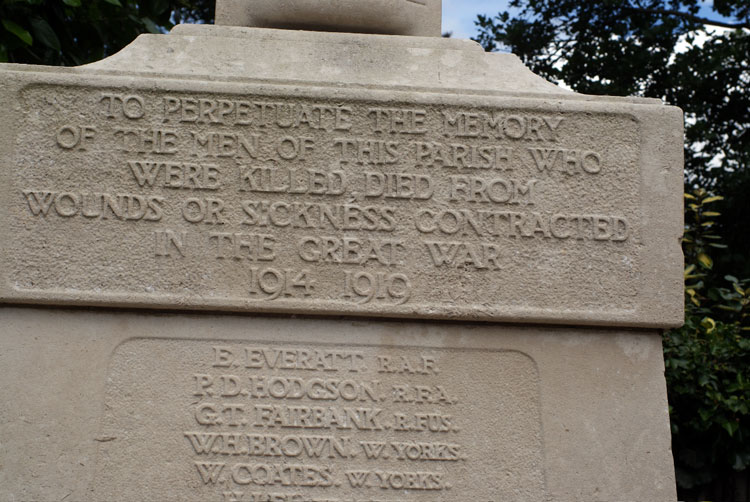 TO PERPETUATE THE MEMORY
OF THE MEN OF THIS PARISH WHO
WERE KILLED, DIED FROM
WOUNDS OR SICKNESS CONTRACTED
IN THE GREAT WAR
1914 1919
E. EVERATT. R.A.F.
P.D. HODGSON. R.F.A.
G.T. FAIRBANK. R.FUS.
W.H. BROWN. W.YORKS.
W. COATES. W.YORKS.